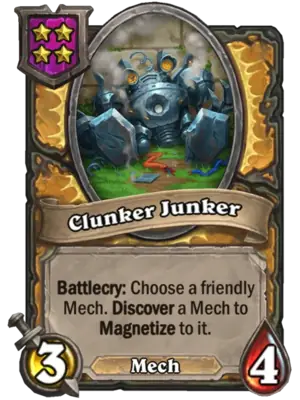 Clunker Junker
Battlecry: Choose a friendly
Mech. Discover a Mech to
Magnetize to it.
3
Mech
4